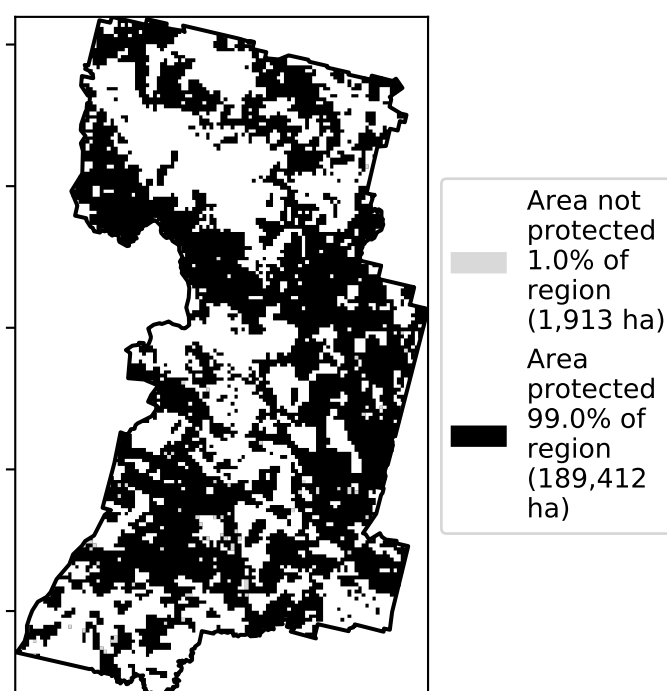 Area not
protected
1.0% of
region
(1,913 ha)
Area
protected
99.0% of
region
(189,412
ha)